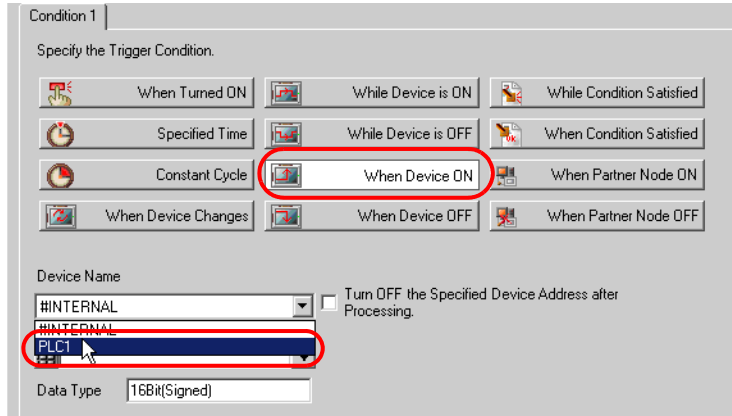 Condition 1
Specify the Trigger Condition.
When Turned ON While Device is ON While Condition Satisfied
Specified Time While Device is OFF When Condition Satisfied
Constant Cycle When Device ON When Partner Node ON
When Device Changes When Device OFF When Partner Node OFF
Device Name
#INTERNAL Turn OFF the Specified Device Address after
Processing.
#INTERNAL
PLC1
Data Type 16Bit(Signed)